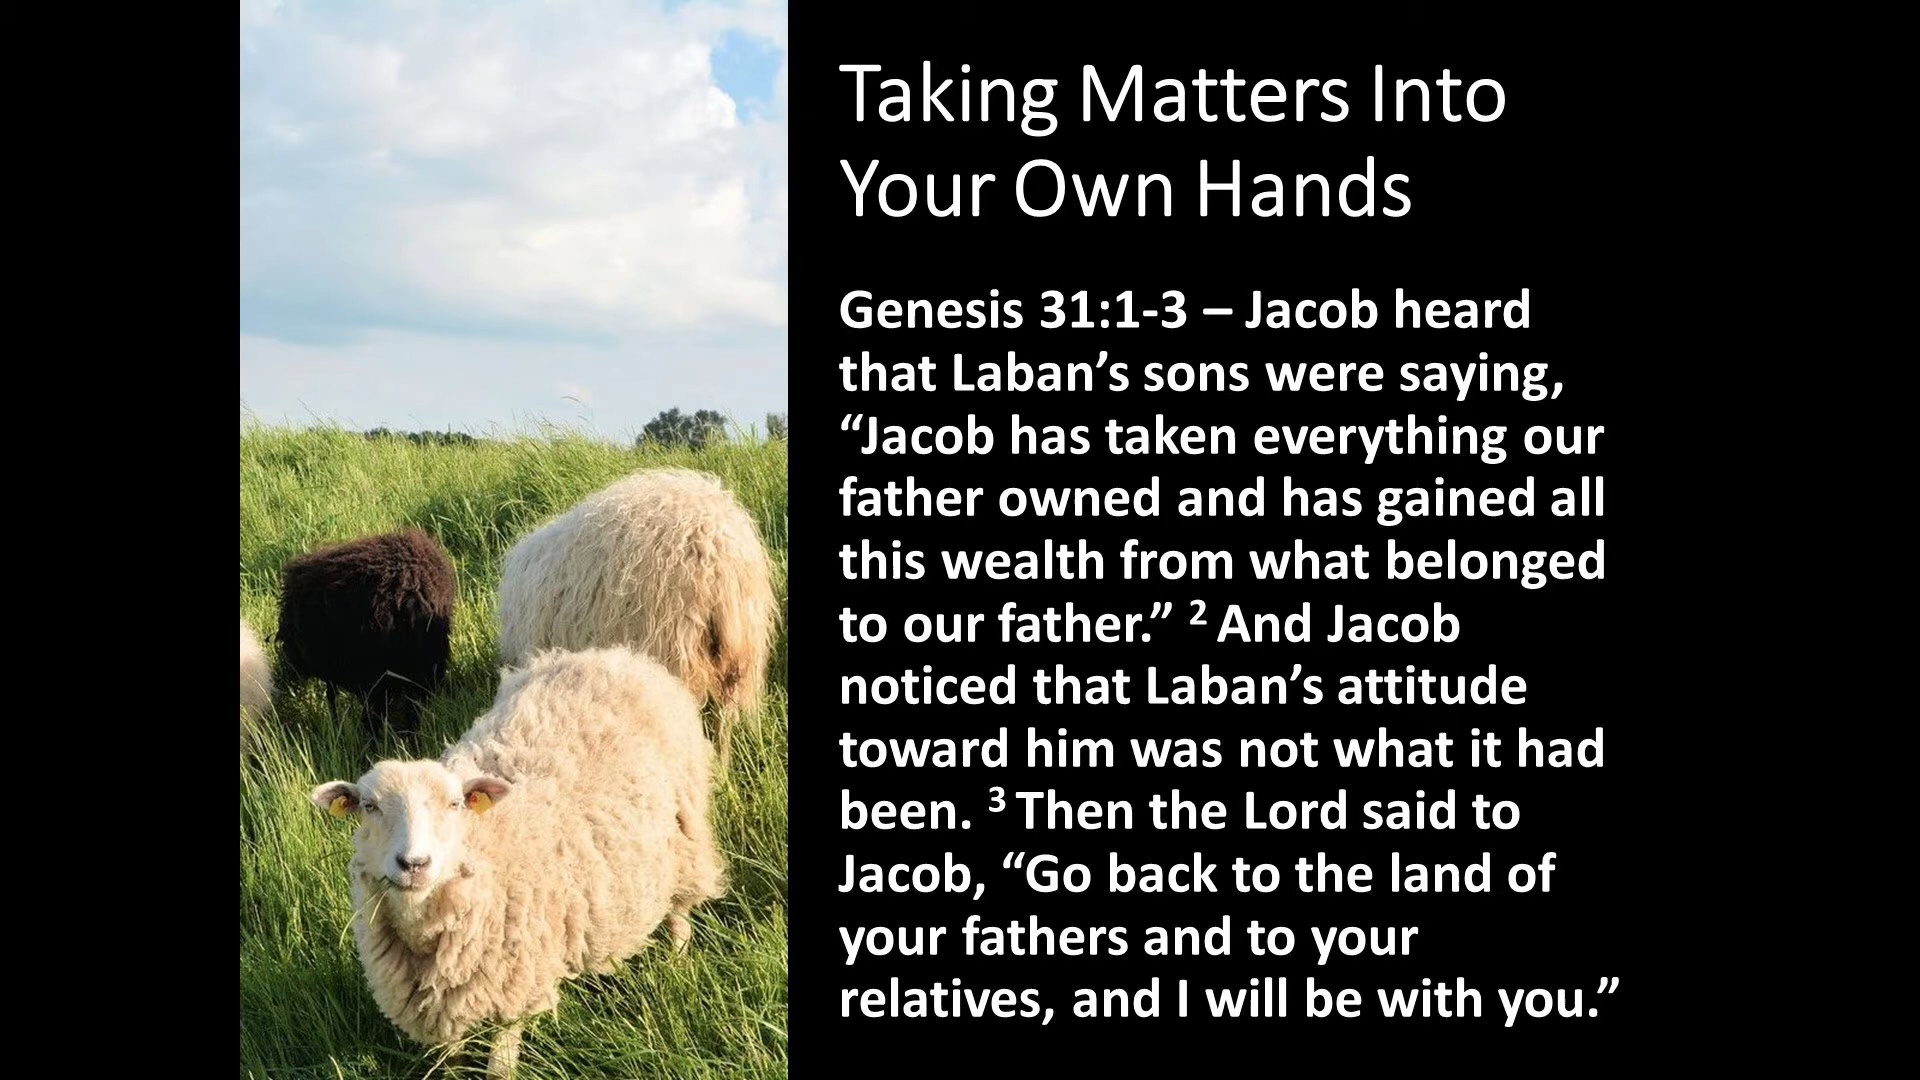 Taking Matters Into
Your Own Hands
Genesis 31:1-3 – Jacob heard
that Laban’s sons were saying,
“Jacob has taken everything our
father owned and has gained all
this wealth from what belonged
to our father.” ² And Jacob
noticed that Laban’s attitude
toward him was not what it had
been. ³ Then the Lord said to
Jacob, “Go back to the land of
your fathers and to your
relatives, and I will be with you.”